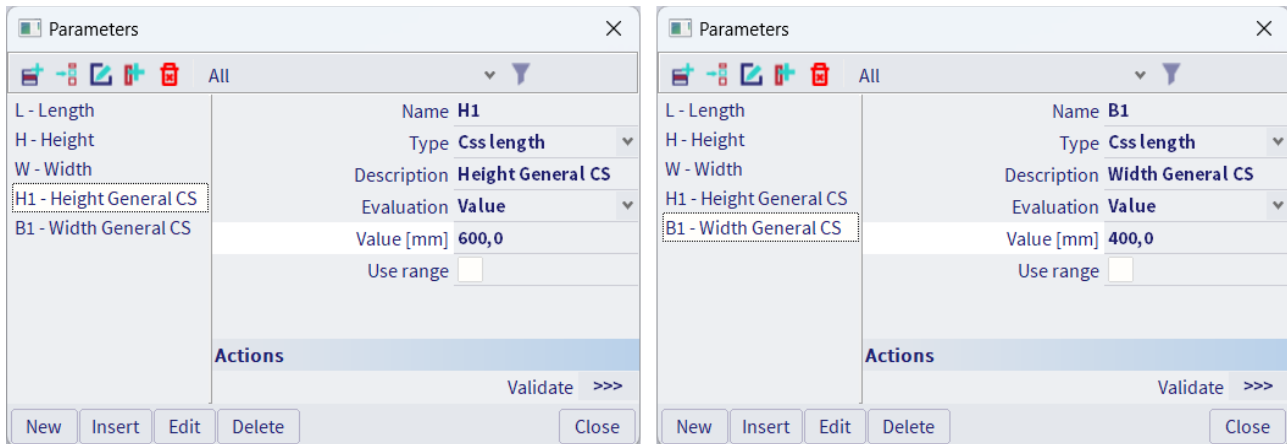 Parameters
All
L - Length
H - Height
W - Width
H1 - Height General CS
B1 - Width General CS
Name H1
Type Css length
Description Height General CS
Evaluation Value
Value [mm] 600,0
Use range
Actions
Validate >>>
New Insert Edit Delete Close
Parameters
All
L - Length
H - Height
W - Width
H1 - Height General CS
B1 - Width General CS
Name B1
Type Css length
Description Width General CS
Evaluation Value
Value [mm] 400,0
Use range
Actions
Validate >>>
New Insert Edit Delete Close